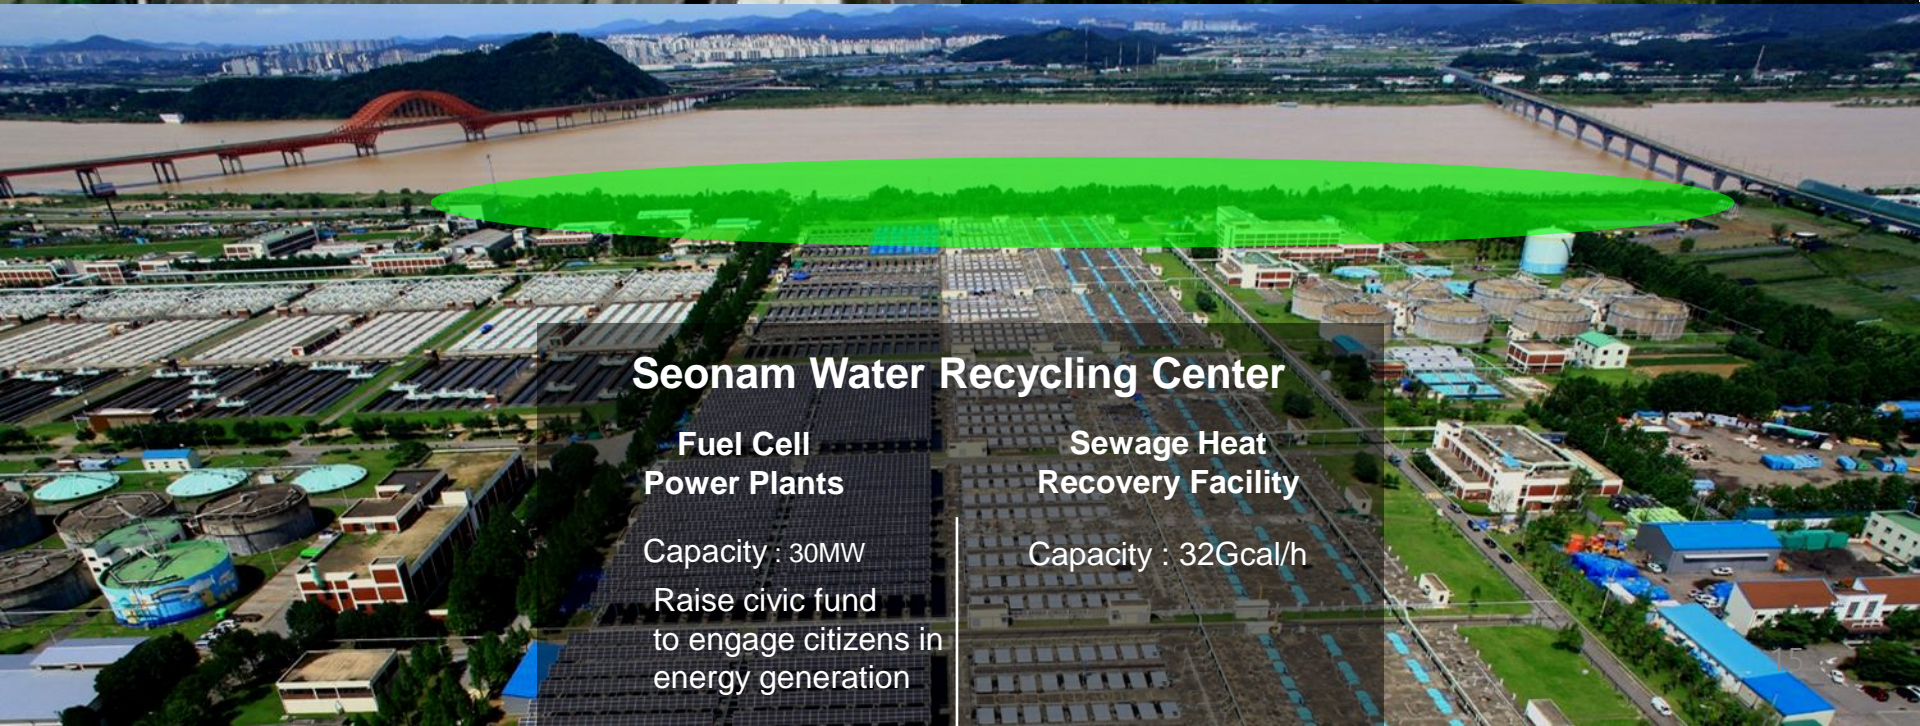 Seonam Water Recycling Center
Fuel Cell
Power Plants
Capacity : 30MW
Raise civic fund
to engage citizens in
energy generation
Sewage Heat
Recovery Facility
Capacity : 32Gcal/h
15